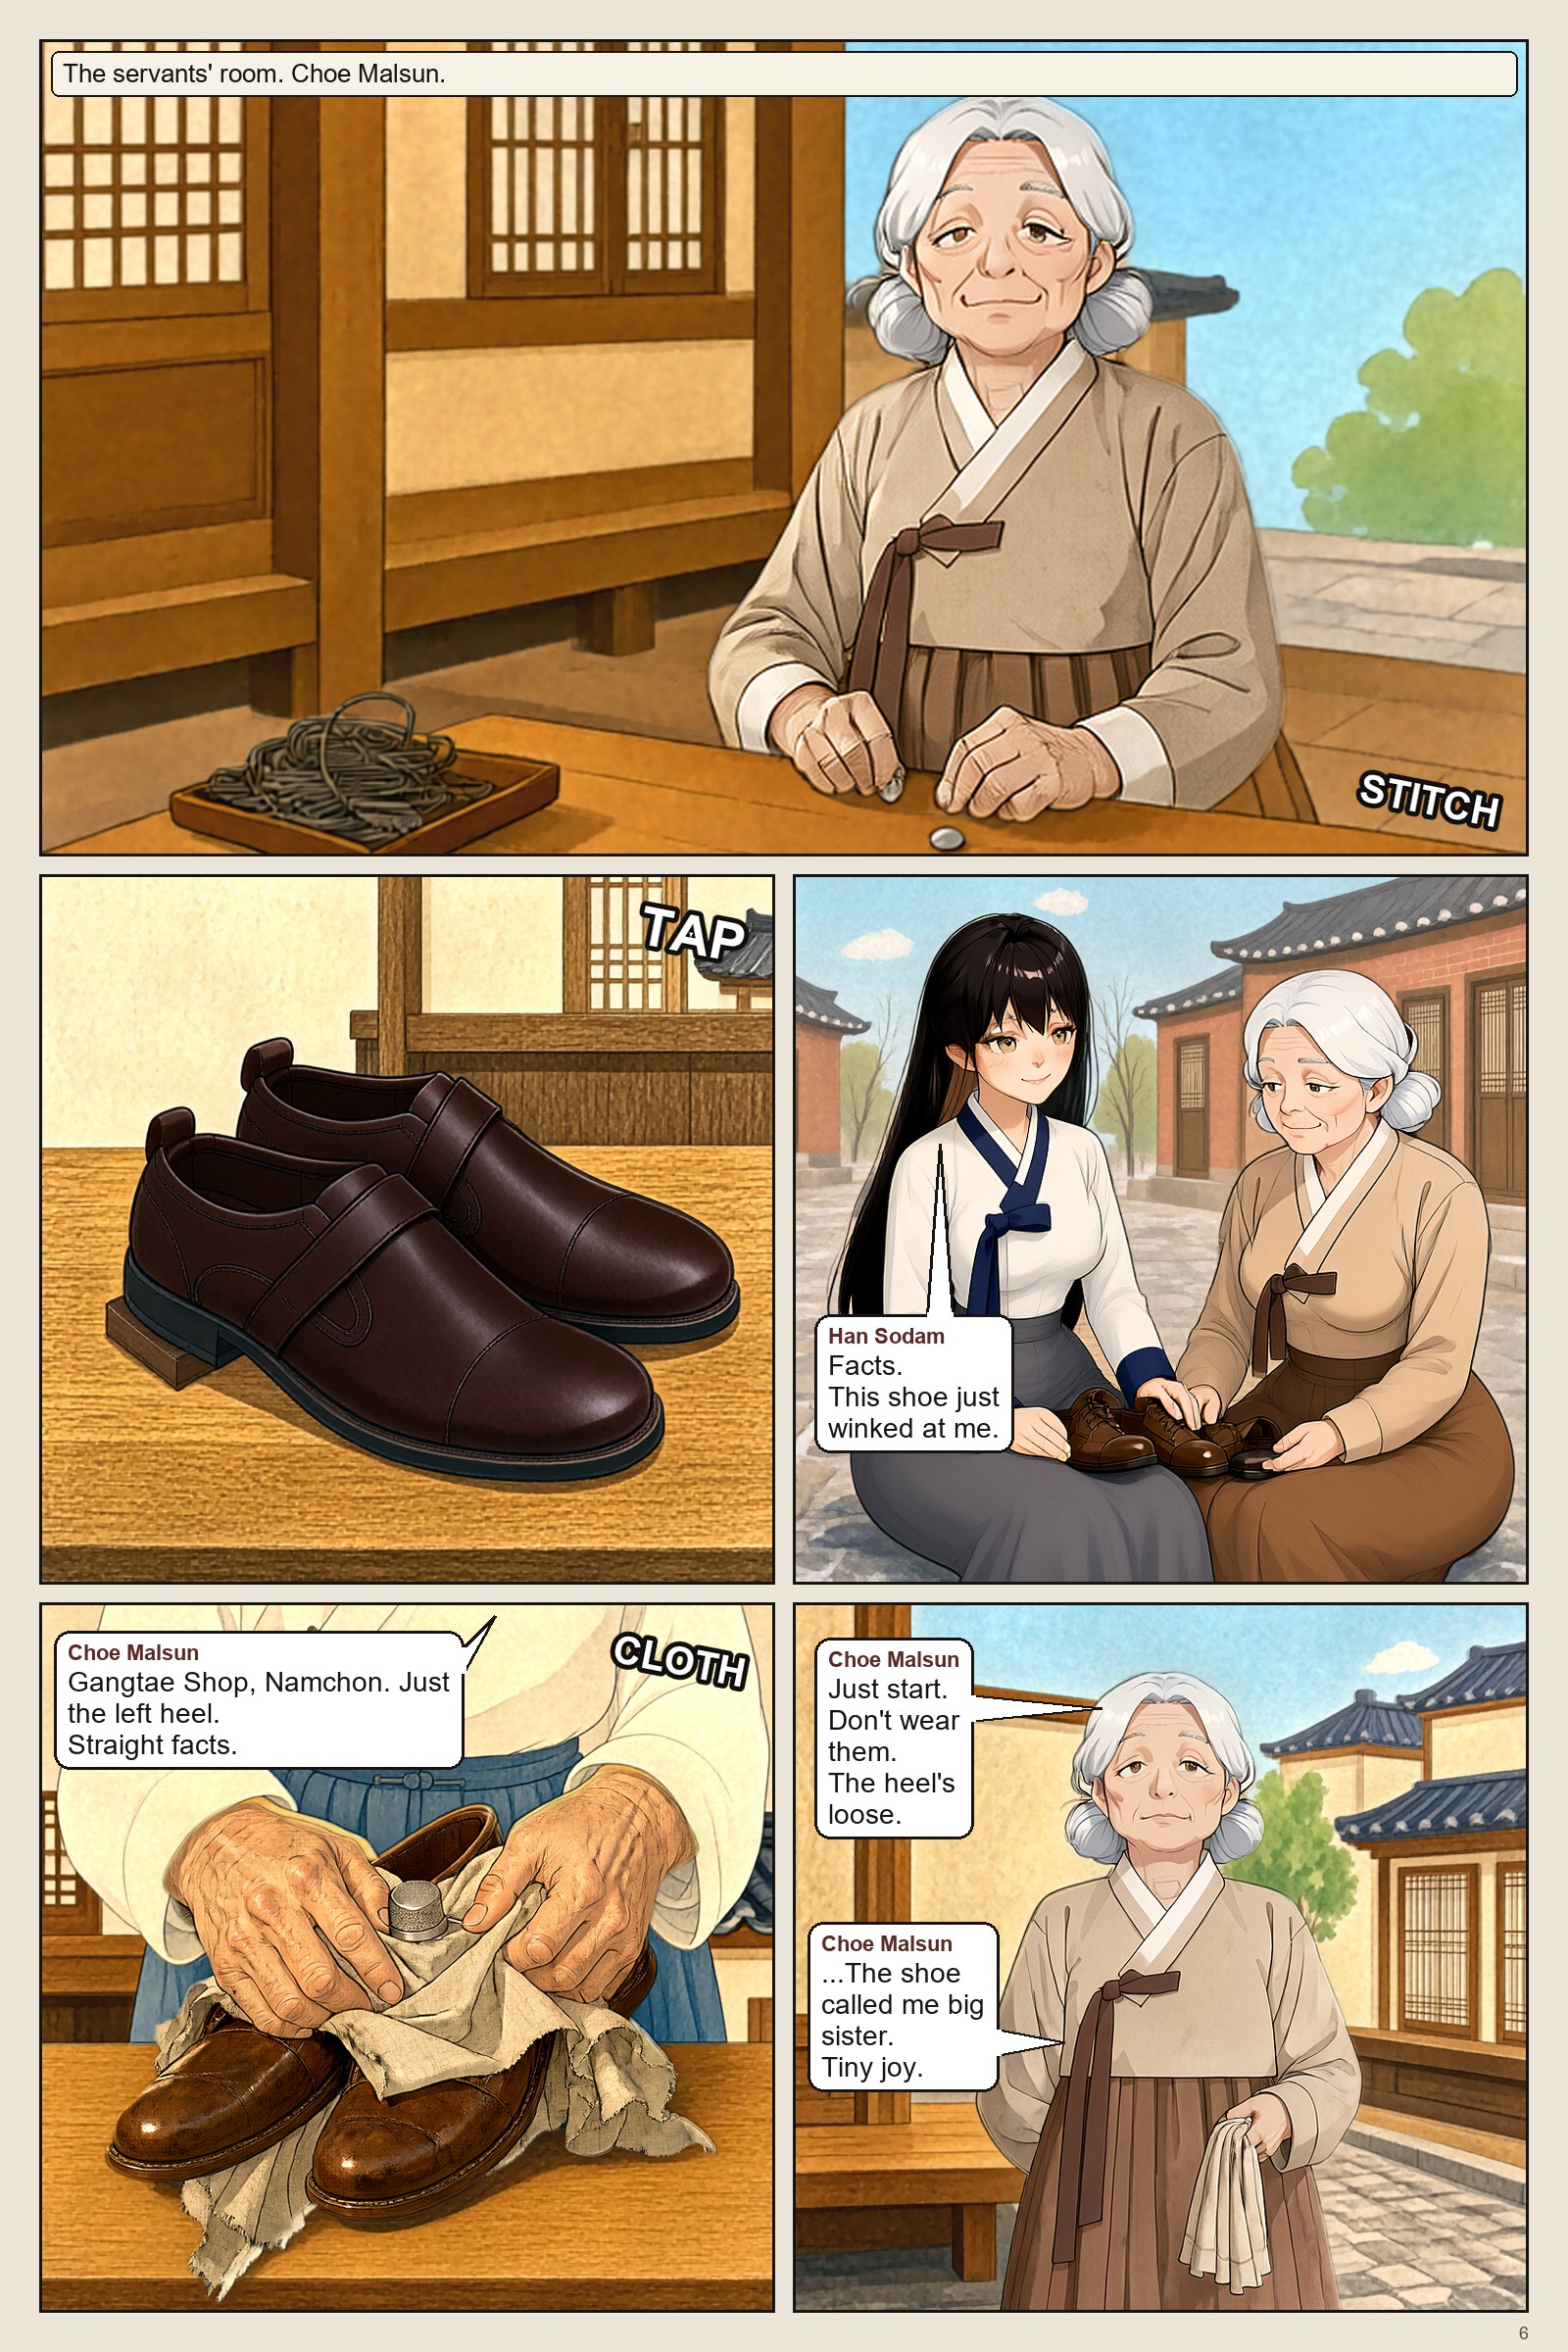 The servants' room. Choe Malsun.
STITCH
TAP
Han Sodam
Facts.
This shoe just
winked at me.
Choe Malsun
Gangtae Shop, Namchon. Just
the left heel.
Straight facts.
CLOTH
Choe Malsun
Just start.
Don't wear
them.
The heel's
loose.
Choe Malsun
...The shoe
called me big
sister.
Tiny joy.
6